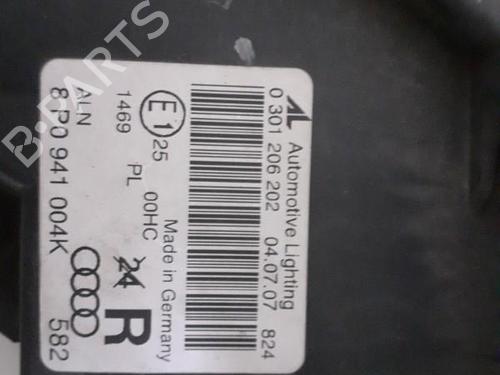 AL Automotive Lighting
0 301 206 202 04.07.07 824
E1 25
1469 PL 00HC Made in Germany
24 R
ALN
8P0 941 004K 582
B-PARTS